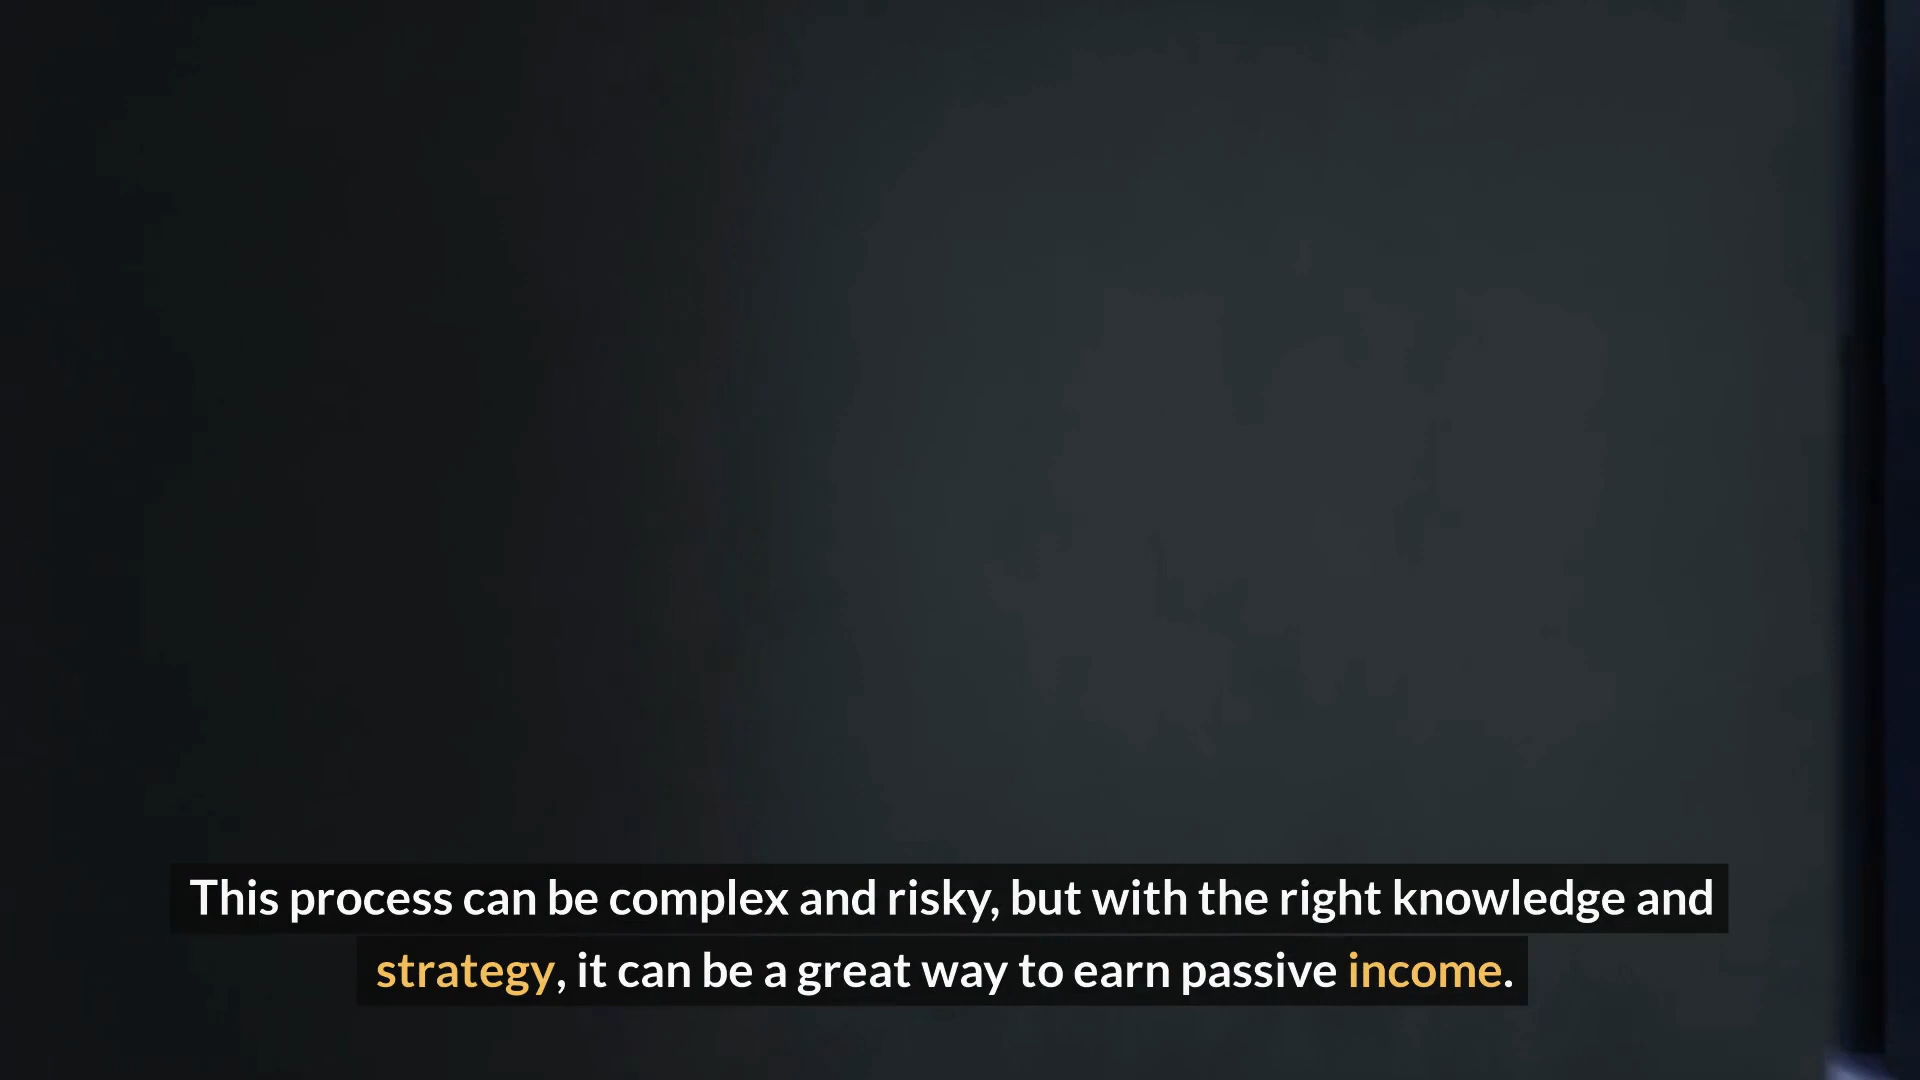 This process can be complex and risky, but with the right knowledge and
strategy, it can be a great way to earn passive income.